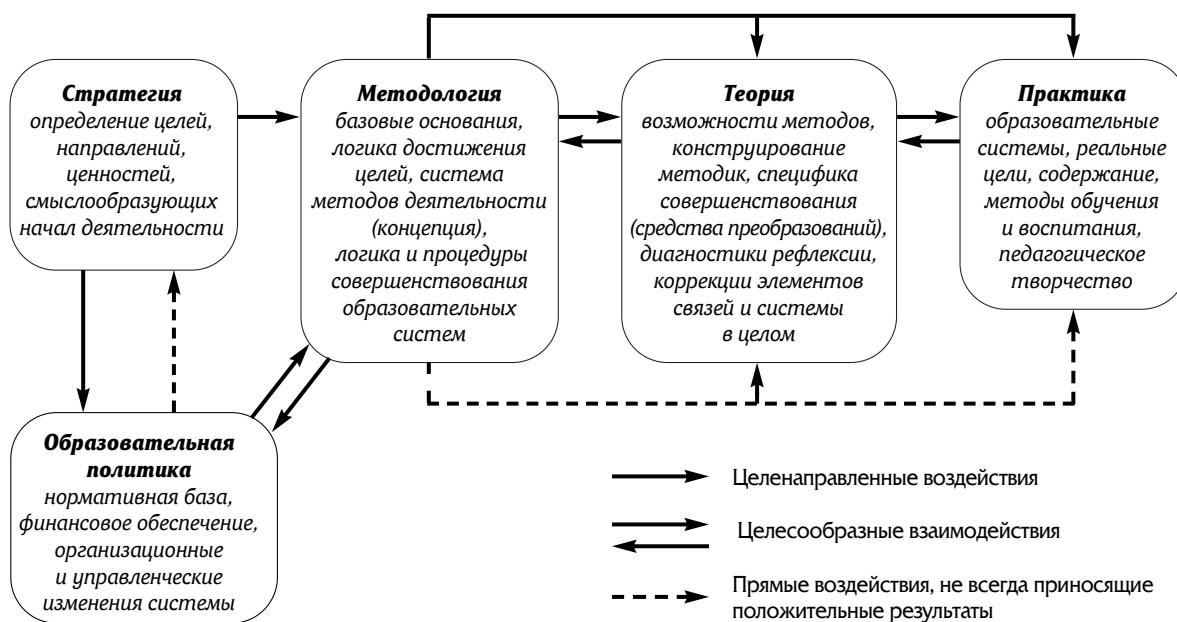 Стратегия
определение целей,
направлений,
ценностей,
смыслообразующих
начал деятельности
Методология
базовые основания,
логика достижения
целей, система
методов деятельности
(концепция),
логика и процедуры
совершенствования
образовательных
систем
Теория
возможности методов,
конструирование
методик, специфика
совершенствования
(средства преобразований),
диагностики рефлексии,
коррекции элементов
связей и системы
в целом
Практика
образовательные
системы, реальные
цели, содержание,
методы обучения
и воспитания,
педагогическое
творчество
Образовательная
политика
нормативная база,
финансовое обеспечение,
организационные
и управленческие
изменения системы
Целенаправленные воздействия
Целесообразные взаимодействия
Прямые воздействия, не всегда приносящие
положительные результаты